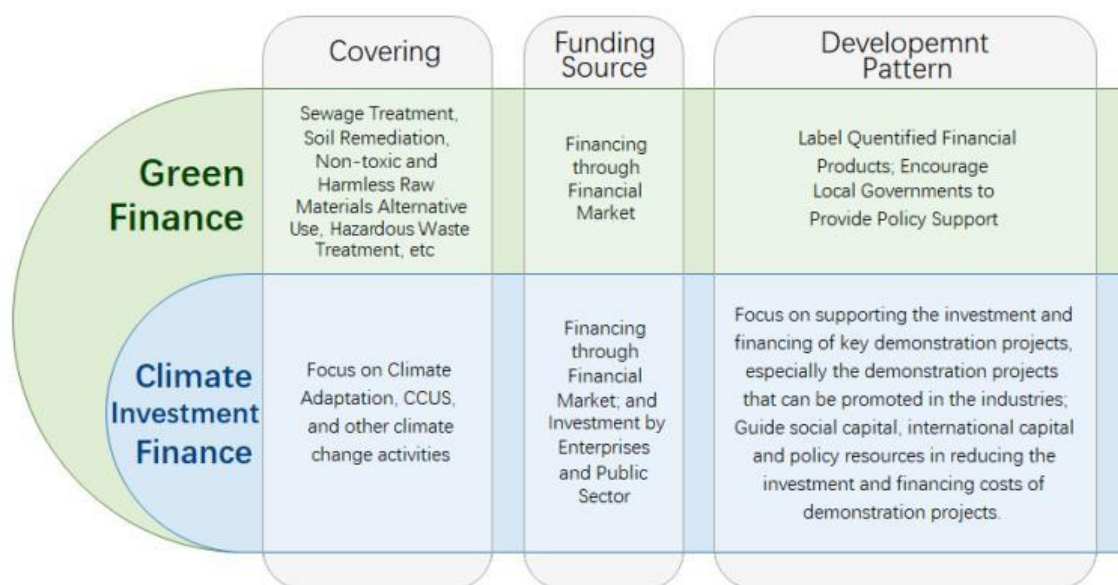 Covering
Funding
Source
Developemnt
Pattern
Green
Finance
Sewage Treatment,
Soil Remediation,
Non-toxic and
Harmless Raw
Materials Alternative
Use, Hazardous Waste
Treatment, etc
Financing
through
Financial
Market
Label Quentified Financial
Products; Encourage
Local Governments to
Provide Policy Support
Climate
Investment
Finance
Focus on Climate
Adaptation, CCUS,
and other climate
change activities
Financing
through
Financial
Market; and
Investment by
Enterprises
and Public
Sector
Focus on supporting the investment and
financing of key demonstration projects,
especially the demonstration projects
that can be promoted in the industries;
Guide social capital, international capital
and policy resources in reducing the
investment and financing costs of
demonstration projects.